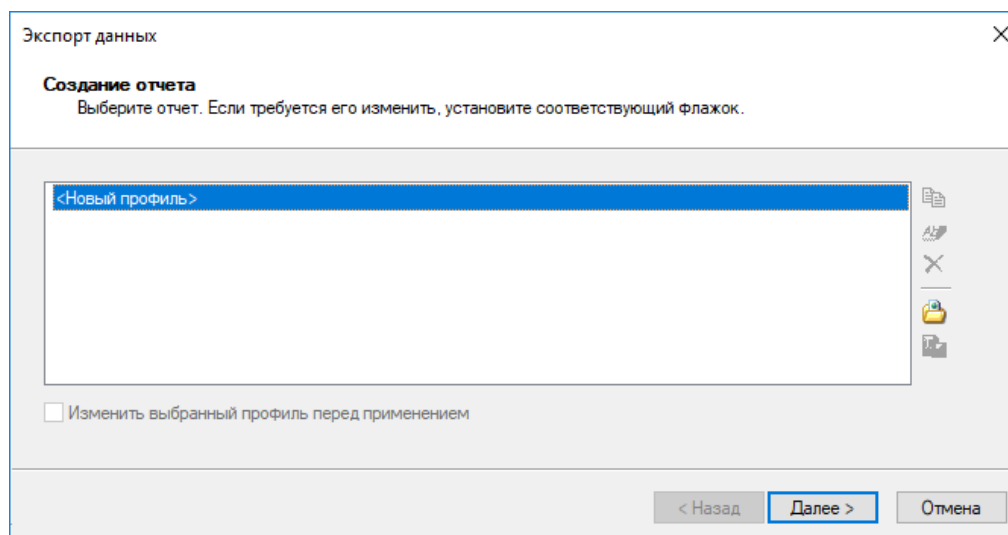 Экспорт данных
Создание отчета
Выберите отчет. Если требуется его изменить, установите соответствующий флажок.
<Новый профиль>
Изменить выбранный профиль перед применением
< Назад
Далее >
Отмена